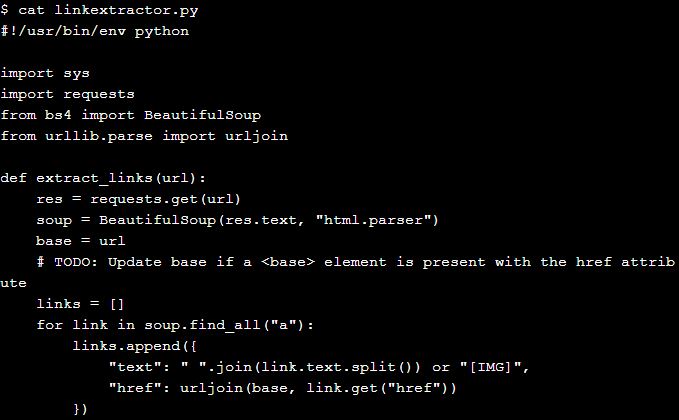 $ cat linkextractor.py
#!/usr/bin/env python

import sys
import requests
from bs4 import BeautifulSoup
from urllib.parse import urljoin

def extract_links(url):
    res = requests.get(url)
    soup = BeautifulSoup(res.text, "html.parser")
    base = url
    # TODO: Update base if a <base> element is present with the href attrib
ute
    links = []
    for link in soup.find_all("a"):
        links.append({
            "text": " ".join(link.text.split()) or "[IMG]",
            "href": urljoin(base, link.get("href"))
        })